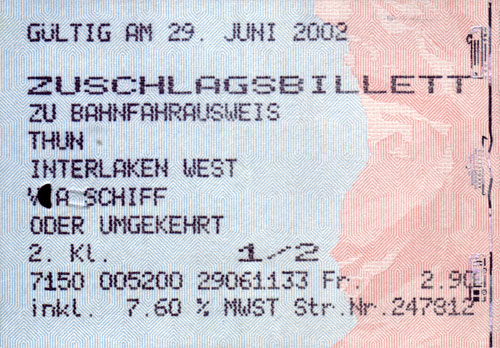 GÜLTIG AM 29. JUNI 2002
ZUSCHLAGSBILLETT
ZU BAHNFAHRAUSWEIS
THUN
INTERLAKEN WEST
VIA SCHIFF
ODER UMGEKEHRT
2. Kl. 1/2
7150 005200 29061133 Fr. 2.90
inkl. 7.60 % MWST Str.Nr.247812